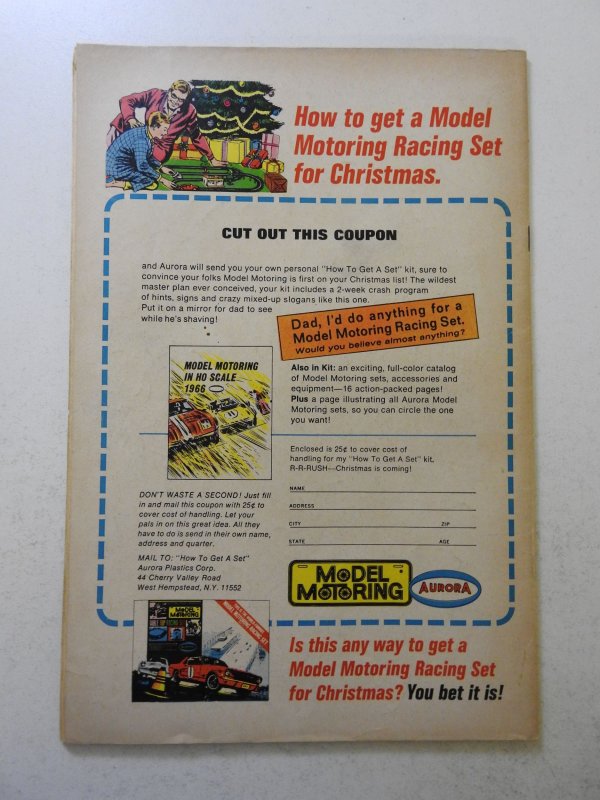 How to get a Model
Motoring Racing Set
for Christmas.
CUT OUT THIS COUPON
and Aurora will send you your own personal "How To Get A Set" kit, sure to
convince your folks Model Motoring is first on your Christmas list! The wildest
master plan ever conceived, your kit includes a 2-week crash program
of hints, signs and crazy mixed-up slogans like this one.
Put it on a mirror for dad to see
while he's shaving!
Dad, I'd do anything for a
Model Motoring Racing Set.
Would you believe almost anything?
MODEL MOTORING
IN HO SCALE
1966
Also in Kit: an exciting, full-color catalog
of Model Motoring sets, accessories and
equipment—16 action-packed pages!
Plus a page illustrating all Aurora Model
Motoring sets, so you can circle the one
you want!
Enclosed is 25¢ to cover cost of
handling for my "How To Get A Set" kit.
R-R-RUSH—Christmas is coming!
NAME
ADDRESS
CITY ZIP
STATE AGE
DON'T WASTE A SECOND! Just fill
in and mail this coupon with 25¢ to
cover cost of handling. Let your
pals in on this great idea. All they
have to do is send in their own name,
address and quarter.
MAIL TO: "How To Get A Set"
Aurora Plastics Corp.
44 Cherry Valley Road
West Hempstead, N.Y. 11552
MODEL
MOTORING
AURORA
MODEL
MOTORING
MODEL MOTORING RACING SET
Is this any way to get a
Model Motoring Racing Set
for Christmas? You bet it is!